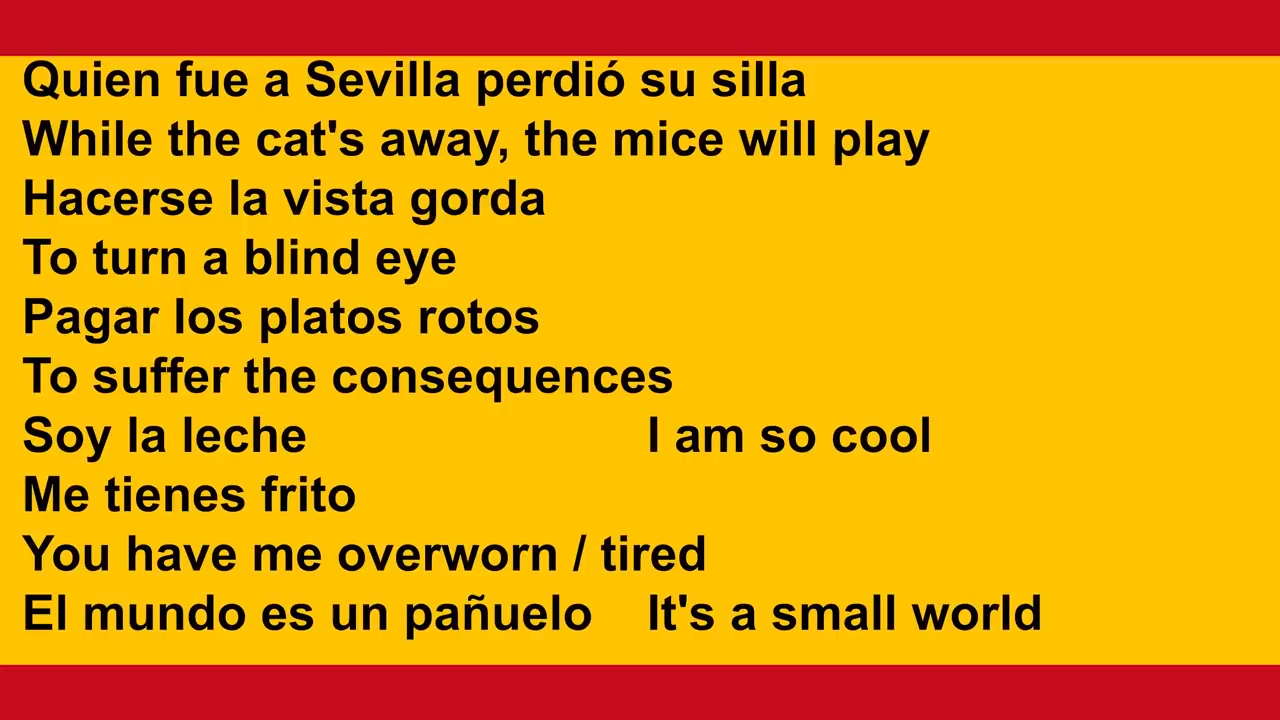 Quien fue a Sevilla perdió su silla
While the cat's away, the mice will play
Hacerse la vista gorda
To turn a blind eye
Pagar los platos rotos
To suffer the consequences
Soy la leche I am so cool
Me tienes frito
You have me overworn / tired
El mundo es un pañuelo It's a small world